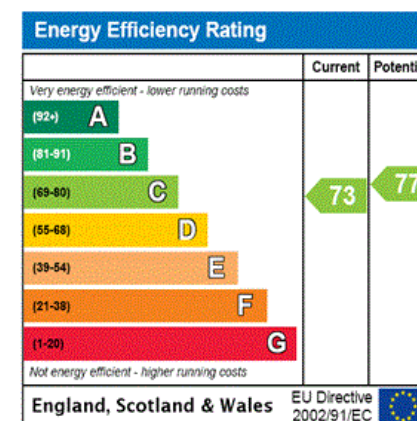 Energy Efficiency Rating
Current Potenti
Very energy efficient - lower running costs
(92+) A
(81-91) B
(69-80) C 73 77
(55-68) D
(39-54) E
(21-38) F
(1-20) G
Not energy efficient - higher running costs
England, Scotland & Wales
EU Directive
2002/91/EC